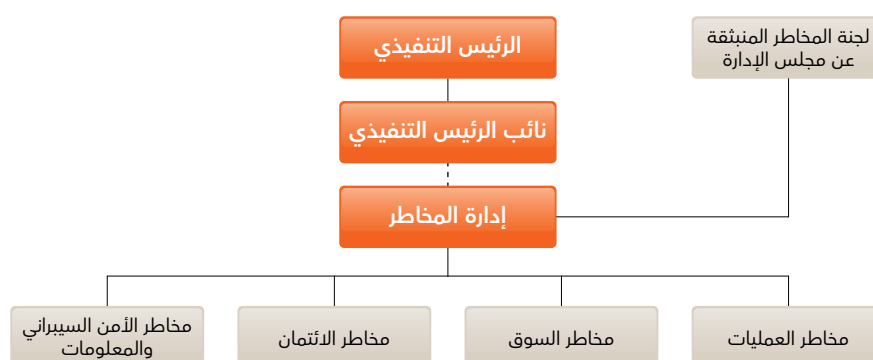 الرئيس التنفيذي
لجنة المخاطر المنبثقة
عن مجلس الإدارة
نائب الرئيس التنفيذي
إدارة المخاطر
مخاطر العمليات
مخاطر السوق
مخاطر الائتمان
مخاطر الأمن السيبراني
والمعلومات